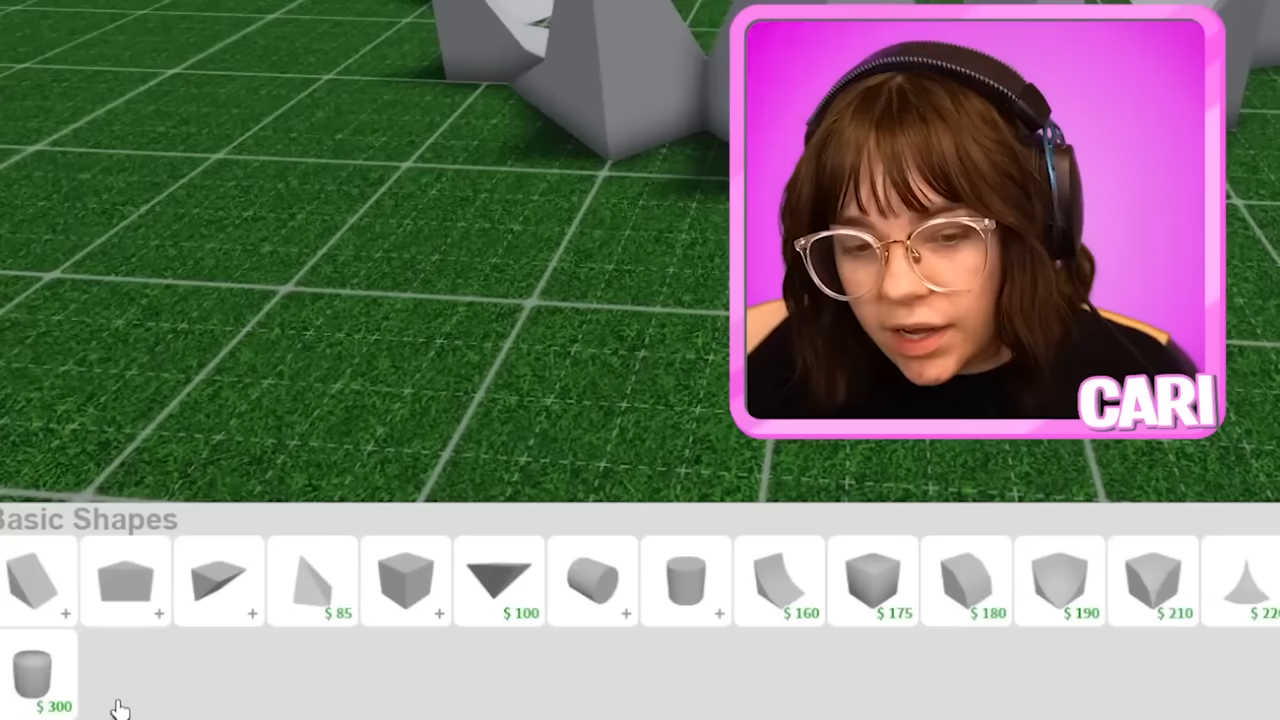 CARI
Basic Shapes
+ + + $ 85 + $ 100 + + $ 160 $ 175 $ 180 $ 190 $ 210
$ 300